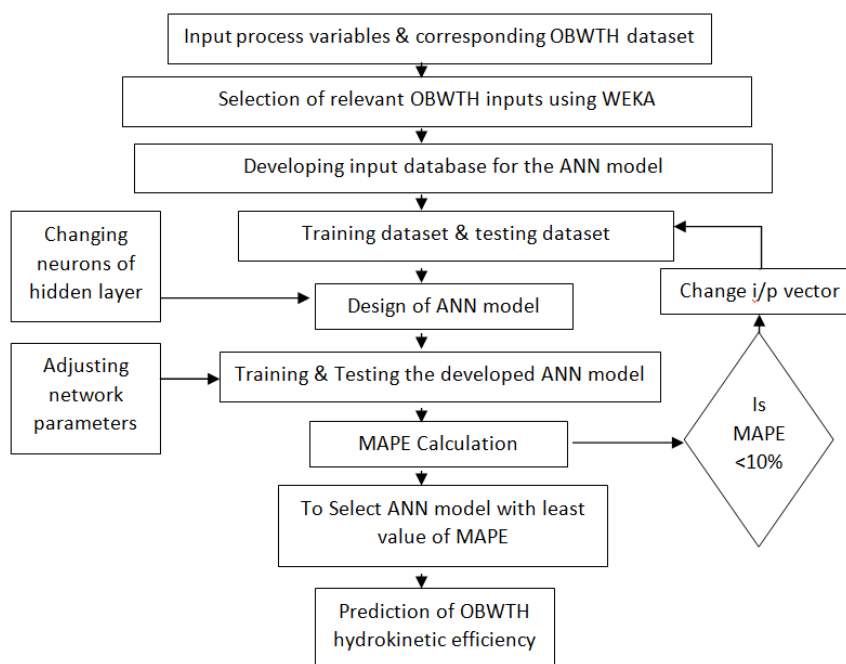 Input process variables & corresponding OBWTH dataset
Selection of relevant OBWTH inputs using WEKA
Developing input database for the ANN model
Training dataset & testing dataset
Changing
neurons of
hidden layer
Change i/p vector
Design of ANN model
Adjusting
network
parameters
Training & Testing the developed ANN model
Is
MAPE
<10%
MAPE Calculation
To Select ANN model with least
value of MAPE
Prediction of OBWTH
hydrokinetic efficiency